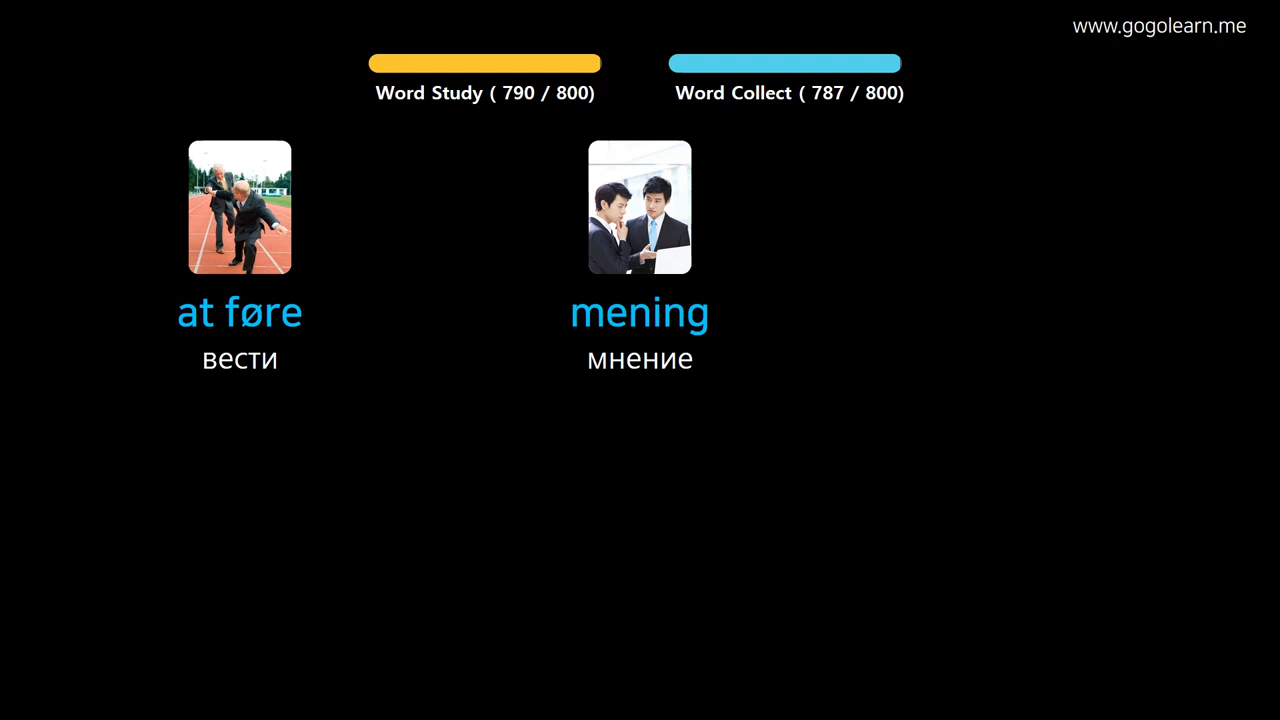 www.gogolearn.me
Word Study ( 790 / 800)
Word Collect ( 787 / 800)
at føre
mening
вести
мнение